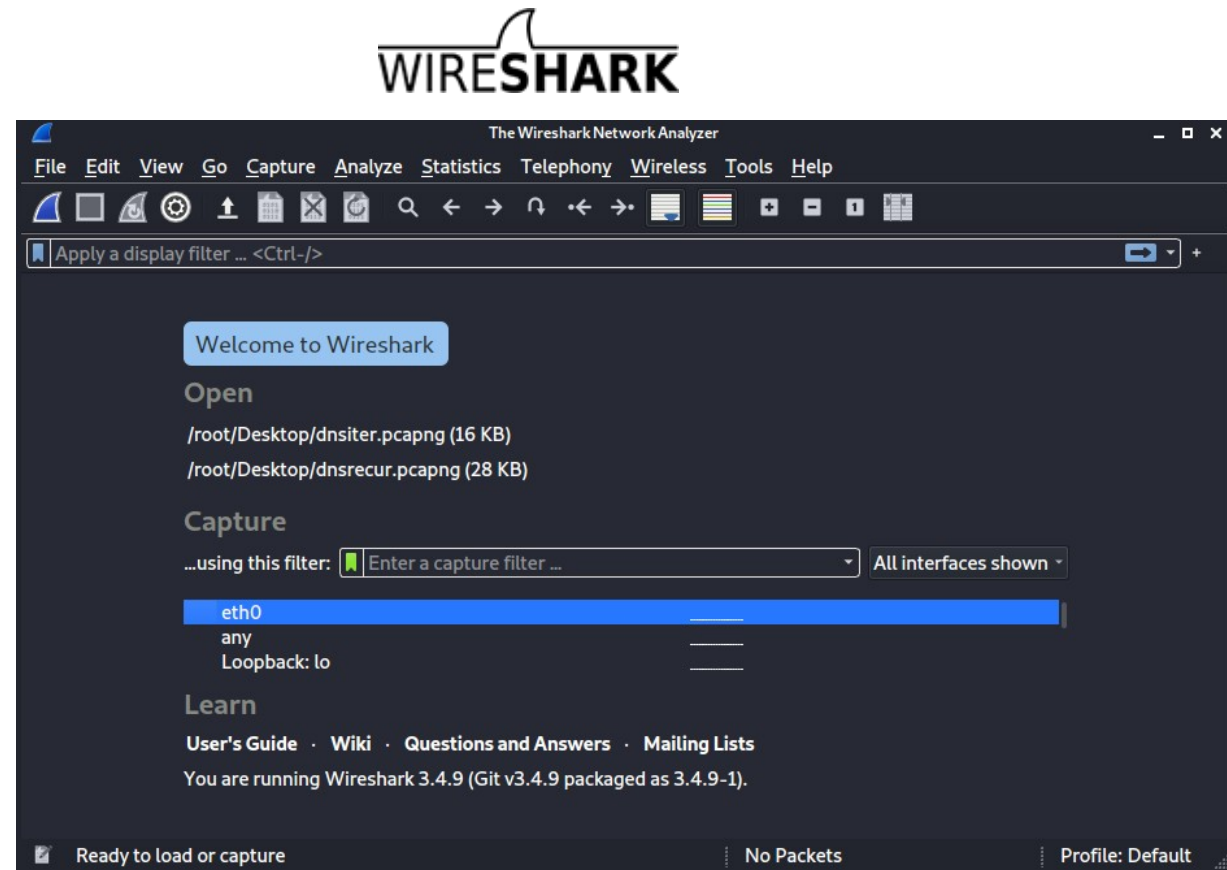 WIRESHARK
The Wireshark Network Analyzer
File Edit View Go Capture Analyze Statistics Telephony Wireless Tools Help
Apply a display filter ... <Ctrl-/>
Welcome to Wireshark
Open
/root/Desktop/dnsiter.pcapng (16 KB)
/root/Desktop/dnsrecur.pcapng (28 KB)
Capture
...using this filter: Enter a capture filter ... All interfaces shown
eth0
any
Loopback: lo
Learn
User's Guide · Wiki · Questions and Answers · Mailing Lists
You are running Wireshark 3.4.9 (Git v3.4.9 packaged as 3.4.9-1).
Ready to load or capture No Packets Profile: Default